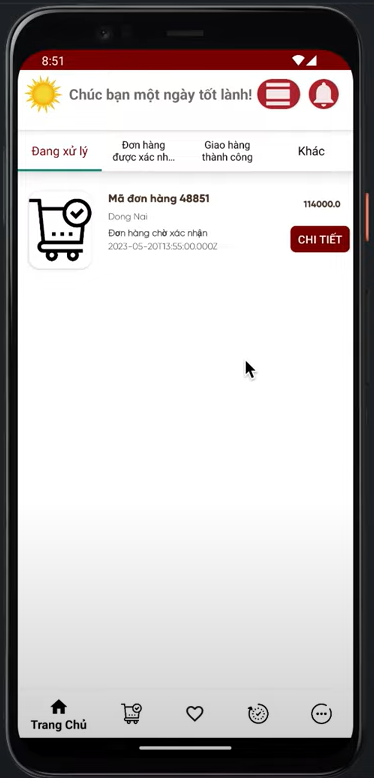 8:51
Chúc bạn một ngày tốt lành!
Đang xử lý
Đơn hàng
được xác nh...
Giao hàng
thành công
Khác
Mã đơn hàng 48851
114000.0
Dong Nai
Đơn hàng chờ xác nhận
2023-05-20T13:55:00.000Z
CHI TIẾT
Trang Chủ